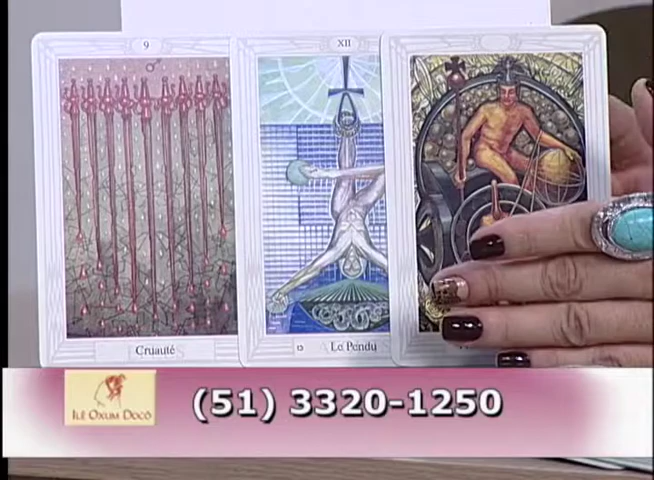 9
XII
Cruauté
Le Pendu
ILÊ OXUM DOCÔ
(51) 3320-1250